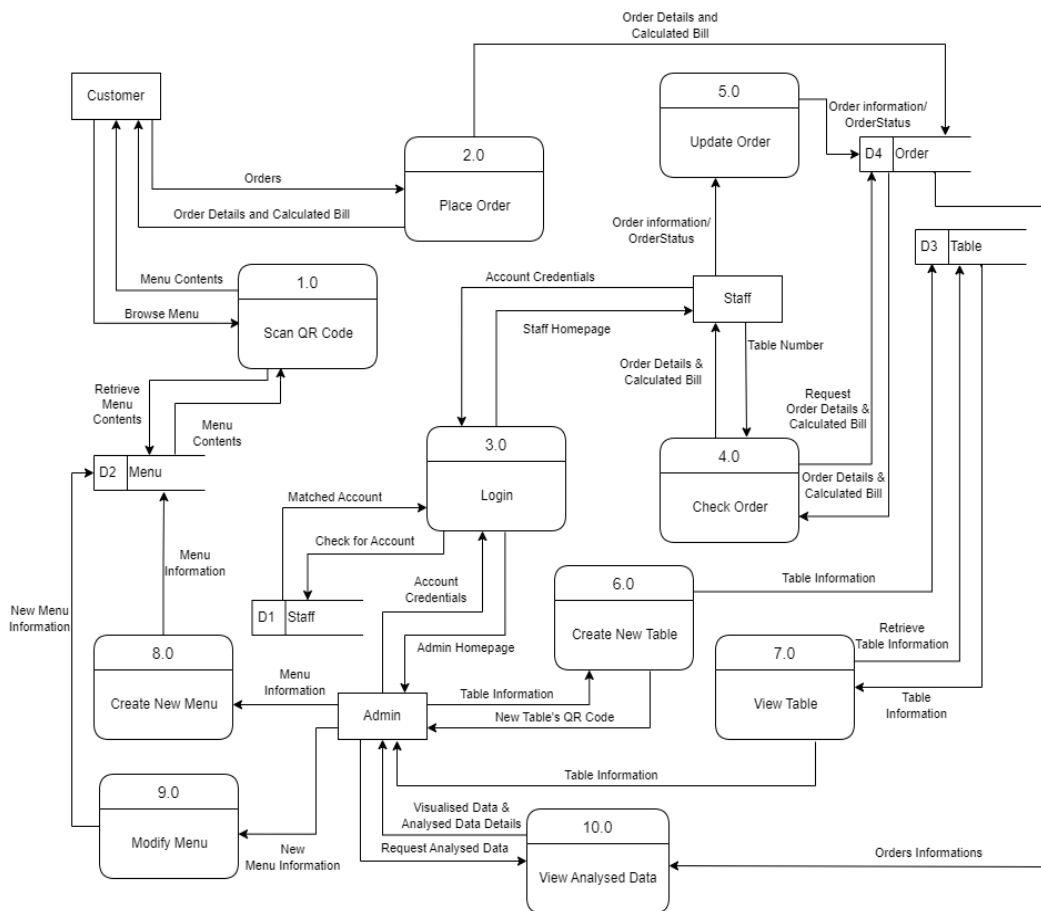 Order Details and
Calculated Bill
Customer
5.0
Update Order
Order information/
OrderStatus
D4
Order
2.0
Place Order
Orders
Order Details and Calculated Bill
Order information/
OrderStatus
D3
Table
Menu Contents
1.0
Scan QR Code
Browse Menu
Account Credentials
Staff
Staff Homepage
Table Number
Order Details &
Calculated Bill
Retrieve
Menu
Contents
Menu
Contents
Request
Order Details &
Calculated Bill
D2
Menu
3.0
Login
4.0
Check Order
Order Details &
Calculated Bill
Matched Account
Check for Account
Menu
Information
Account
Credentials
6.0
Create New Table
Table Information
D1
Staff
New Menu
Information
8.0
Create New Menu
Admin Homepage
7.0
View Table
Retrieve
Table Information
Menu
Information
Admin
Table Information
New Table's QR Code
Table
Information
Table Information
9.0
Modify Menu
New
Menu Information
Visualised Data &
Analysed Data Details
Request Analysed Data
10.0
View Analysed Data
Orders Informations